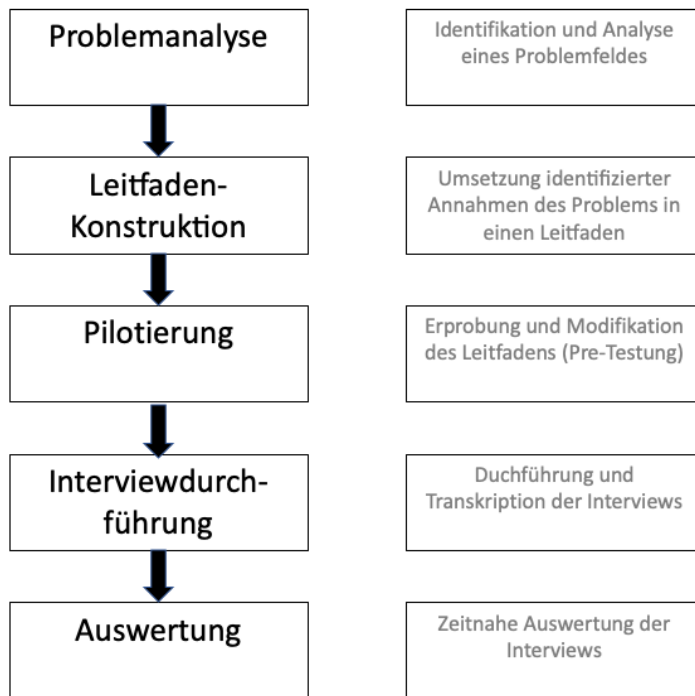 Problemanalyse
Identifikation und Analyse
eines Problemfeldes
Leitfaden-
Konstruktion
Umsetzung identifizierter
Annahmen des Problems in
einen Leitfaden
Pilotierung
Erprobung und Modifikation
des Leitfadens (Pre-Testung)
Interviewdurch-
führung
Duchführung und
Transkription der Interviews
Auswertung
Zeitnahe Auswertung der
Interviews